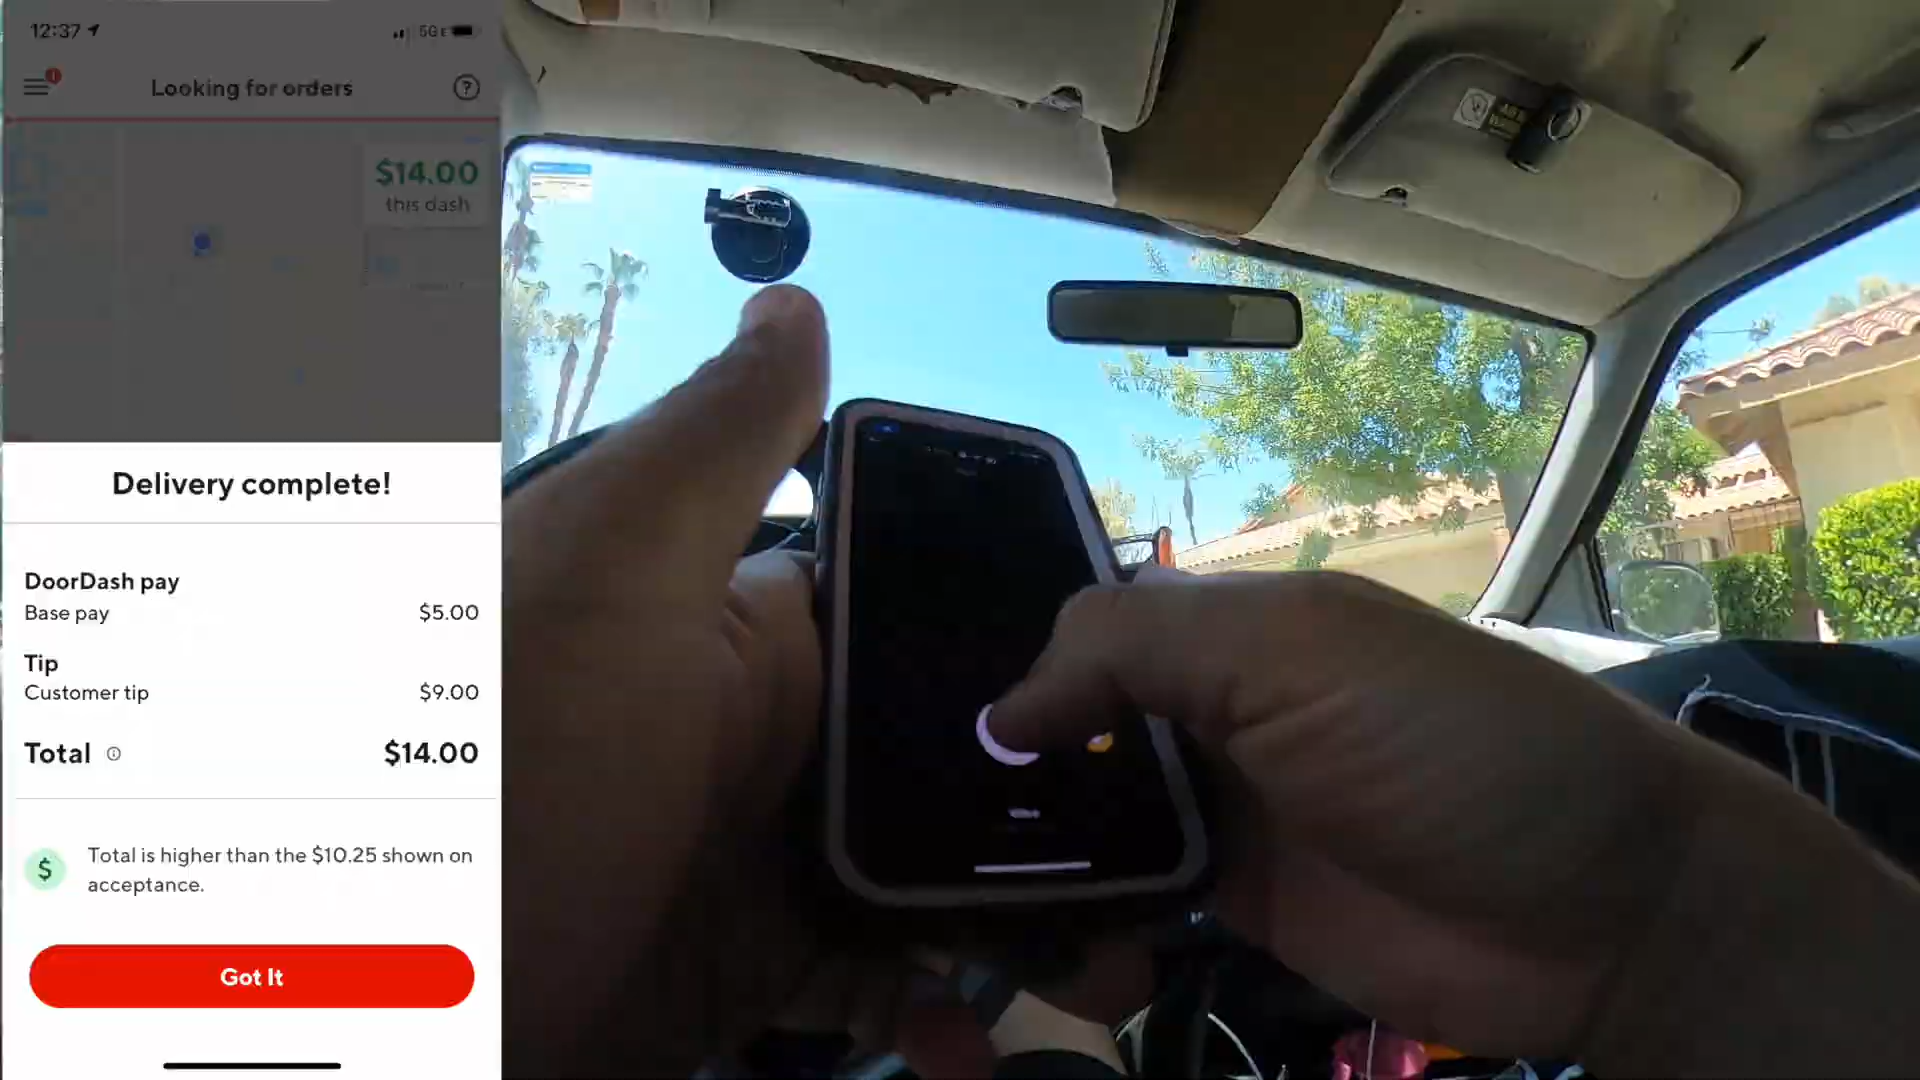 12:37
5GE
Looking for orders
?
$14.00
this dash
Delivery complete!
DoorDash pay
Base pay $5.00
Tip
Customer tip $9.00
Total $14.00
$
Total is higher than the $10.25 shown on
acceptance.
Got It